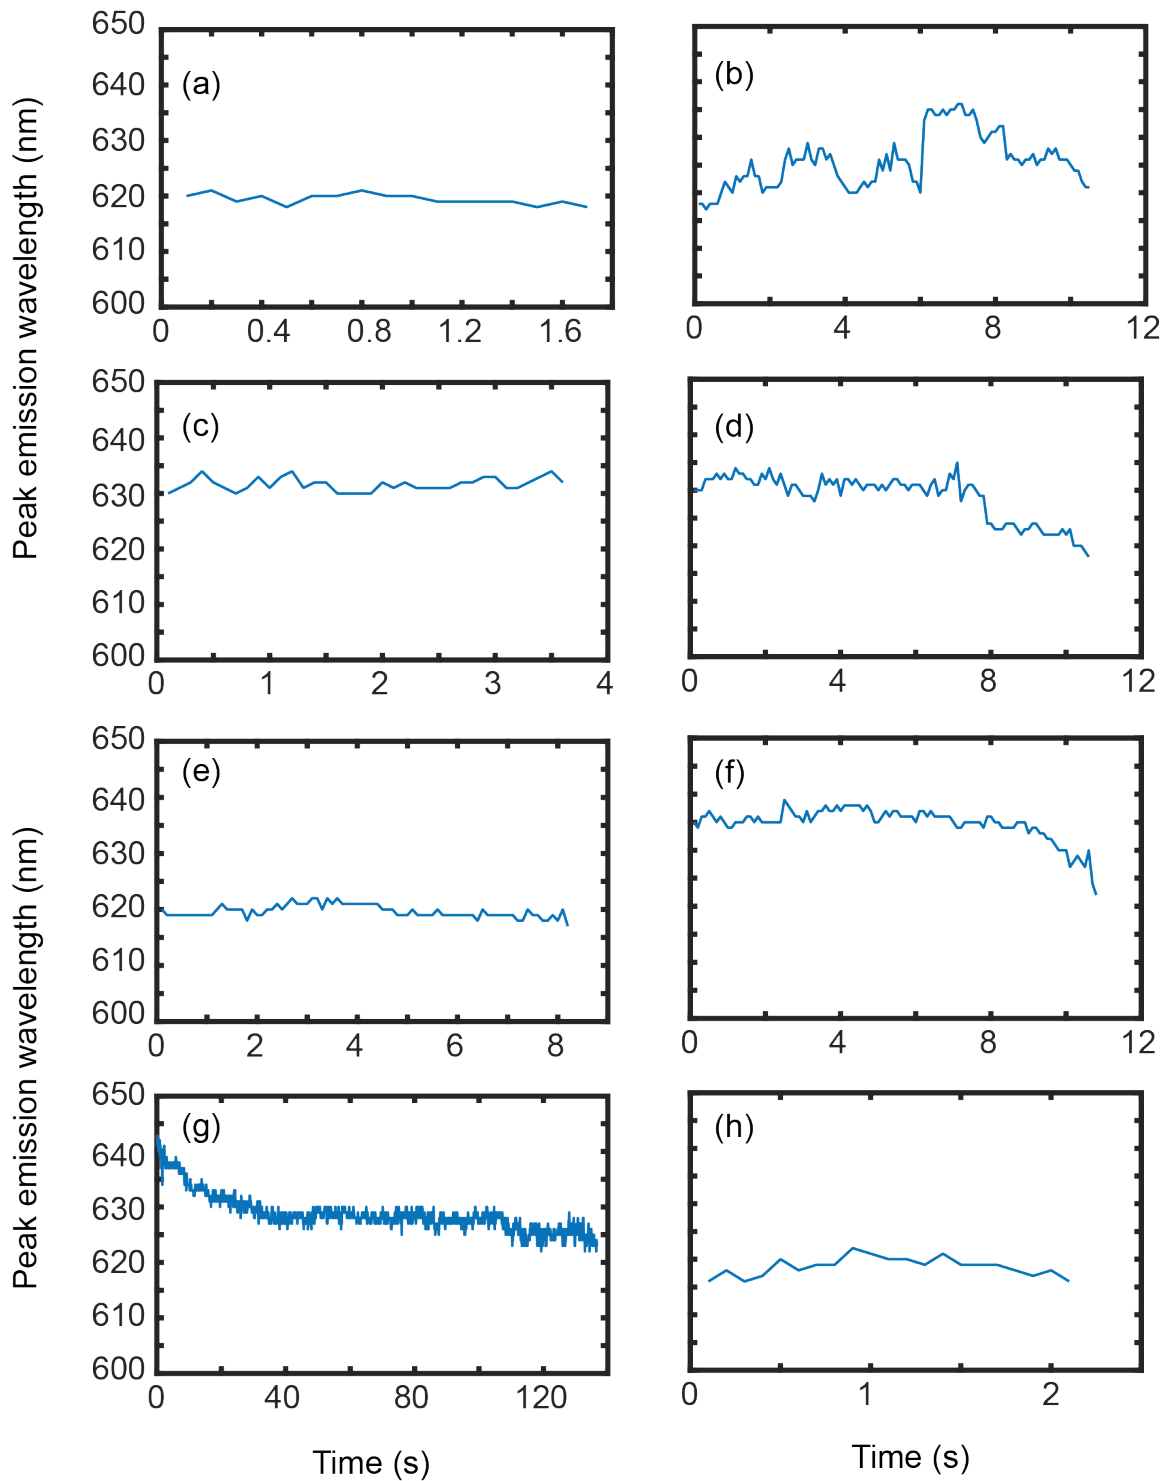 Peak emission wavelength (nm)
650
640
630
620
610
600
(a)
0 0.4 0.8 1.2 1.6
(b)
0 4 8 12
650
640
630
620
610
600
(c)
0 1 2 3 4
(d)
0 4 8 12
Peak emission wavelength (nm)
650
640
630
620
610
600
(e)
0 2 4 6 8
(f)
0 4 8 12
650
640
630
620
610
600
(g)
0 40 80 120
(h)
0 1 2
Time (s)
Time (s)